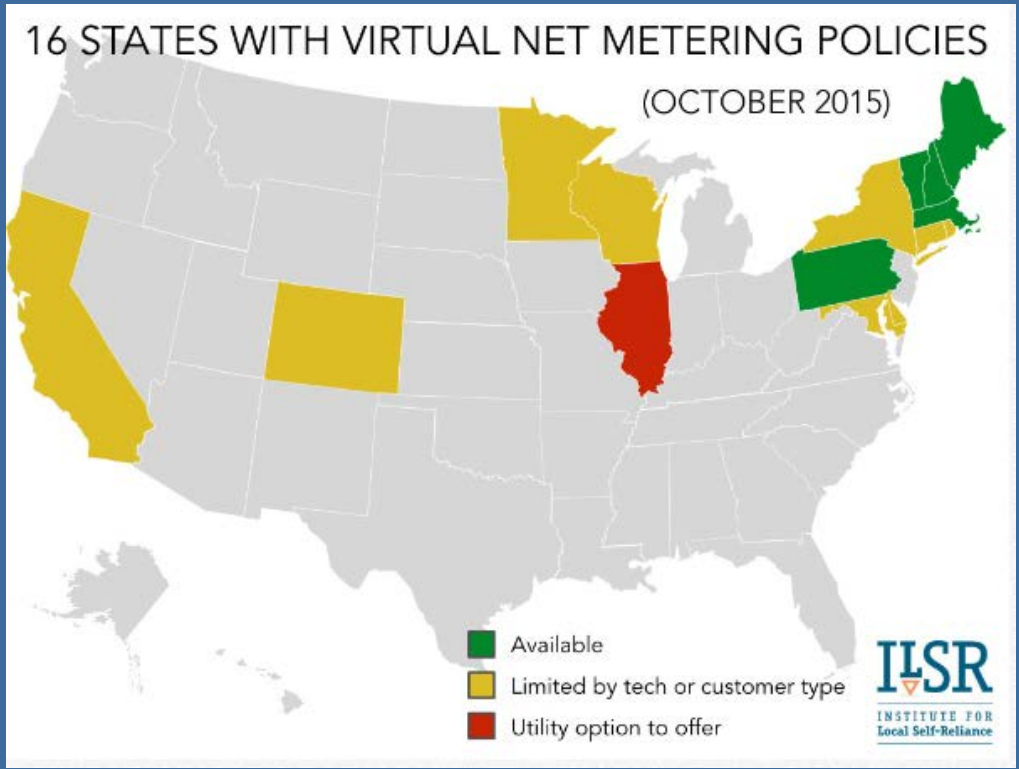 16 STATES WITH VIRTUAL NET METERING POLICIES
(OCTOBER 2015)
Available
Limited by tech or customer type
Utility option to offer
ILSR
INSTITUTE FOR
Local Self-Reliance